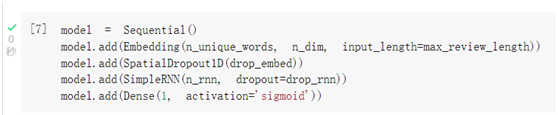 [7] model = Sequential()
model.add(Embedding(n_unique_words, n_dim, input_length=max_review_length))
model.add(SpatialDropout1D(drop_embed))
model.add(SimpleRNN(n_rnn, dropout=drop_rnn))
model.add(Dense(1, activation='sigmoid'))
0